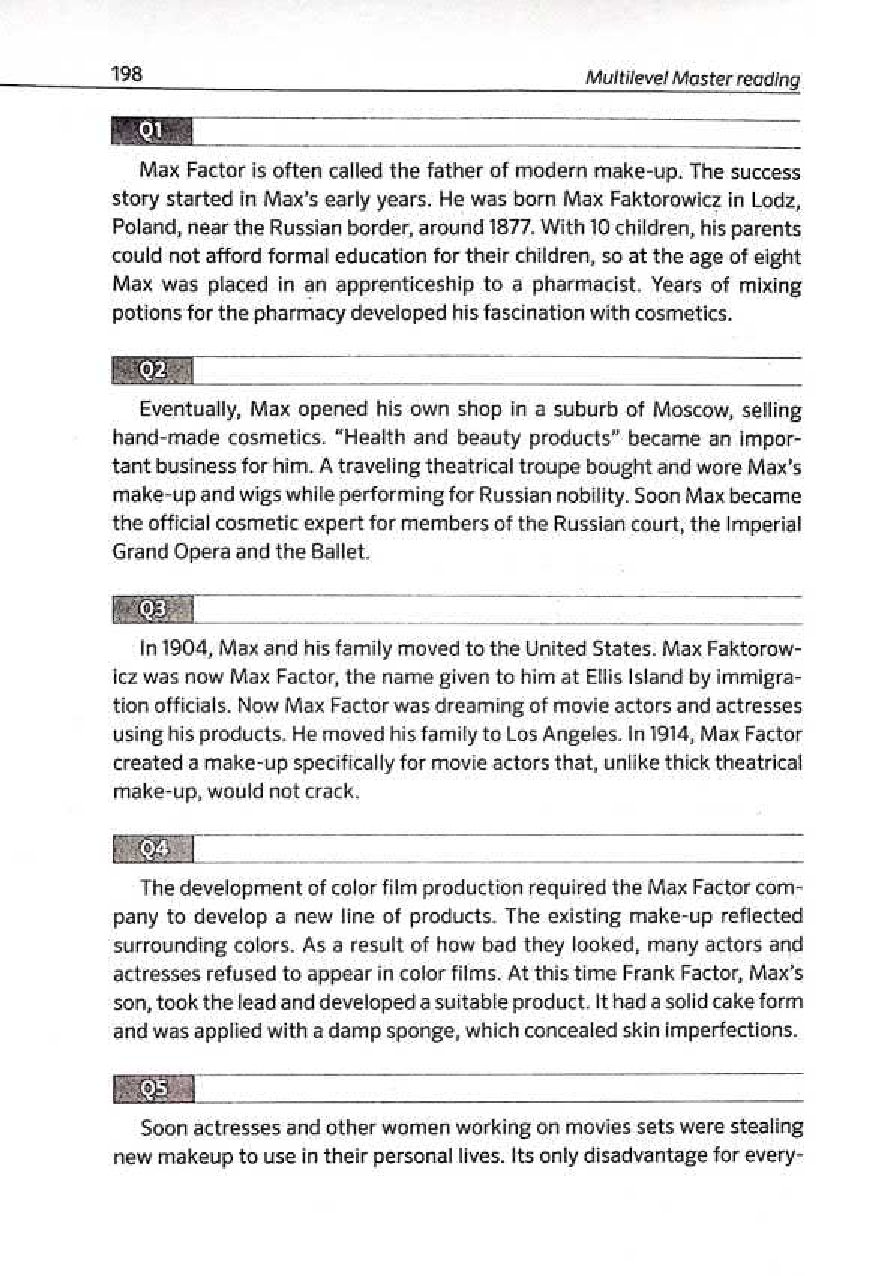 198
Multilevel Master reading
Q1
Max Factor is often called the father of modern make-up. The success
story started in Max's early years. He was born Max Faktorowicz in Lodz,
Poland, near the Russian border, around 1877. With 10 children, his parents
could not afford formal education for their children, so at the age of eight
Max was placed in an apprenticeship to a pharmacist. Years of mixing
potions for the pharmacy developed his fascination with cosmetics.
Q2
Eventually, Max opened his own shop in a suburb of Moscow, selling
hand-made cosmetics. "Health and beauty products" became an impor-
tant business for him. A traveling theatrical troupe bought and wore Max's
make-up and wigs while performing for Russian nobility. Soon Max became
the official cosmetic expert for members of the Russian court, the Imperial
Grand Opera and the Ballet.
Q3
In 1904, Max and his family moved to the United States. Max Faktorow-
icz was now Max Factor, the name given to him at Ellis Island by immigra-
tion officials. Now Max Factor was dreaming of movie actors and actresses
using his products. He moved his family to Los Angeles. In 1914, Max Factor
created a make-up specifically for movie actors that, unlike thick theatrical
make-up, would not crack.
Q4
The development of color film production required the Max Factor com-
pany to develop a new line of products. The existing make-up reflected
surrounding colors. As a result of how bad they looked, many actors and
actresses refused to appear in color films. At this time Frank Factor, Max's
son, took the lead and developed a suitable product. It had a solid cake form
and was applied with a damp sponge, which concealed skin imperfections.
Q5
Soon actresses and other women working on movies sets were stealing
new makeup to use in their personal lives. Its only disadvantage for every-